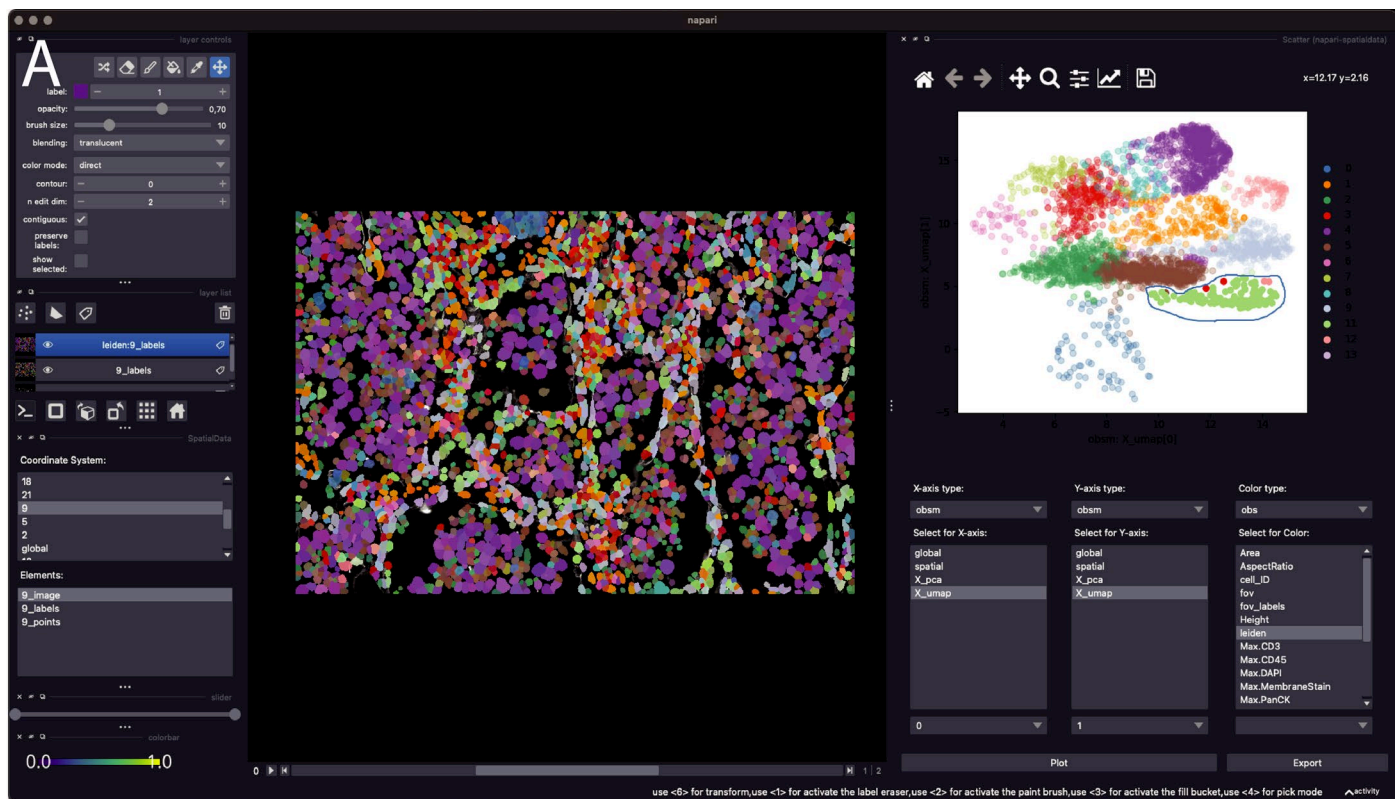 napari
layer controls
A
label: 1
opacity: 0,70
brush size: 10
blending: translucent
color mode: direct
contour: 0
n edit dim: 2
contiguous:
preserve
labels:
show
selected:
layer list
leiden:9_labels
9_labels
SpatialData
Coordinate System:
18
21
9
5
2
global
Elements:
9_image
9_labels
9_points
slider
colorbar
0.0 1.0
0 1 2
Scatter (napari-spatialdata)
x=12.17 y=2.16
obsm: X_umap[1]
15
10
5
0
−5
4 6 8 10 12 14
obsm: X_umap[0]
0
1
2
3
4
5
6
7
8
9
11
12
13
X-axis type: Y-axis type: Color type:
obsm obsm obs
Select for X-axis: Select for Y-axis: Select for Color:
global global Area
spatial spatial AspectRatio
X_pca X_pca cell_ID
X_umap X_umap fov
fov_labels
Height
leiden
Max.CD3
Max.CD45
Max.DAPI
Max.MembraneStain
Max.PanCK
0 1
Plot Export
use <6> for transform,use <1> for activate the label eraser,use <2> for activate the paint brush,use <3> for activate the fill bucket,use <4> for pick mode activity